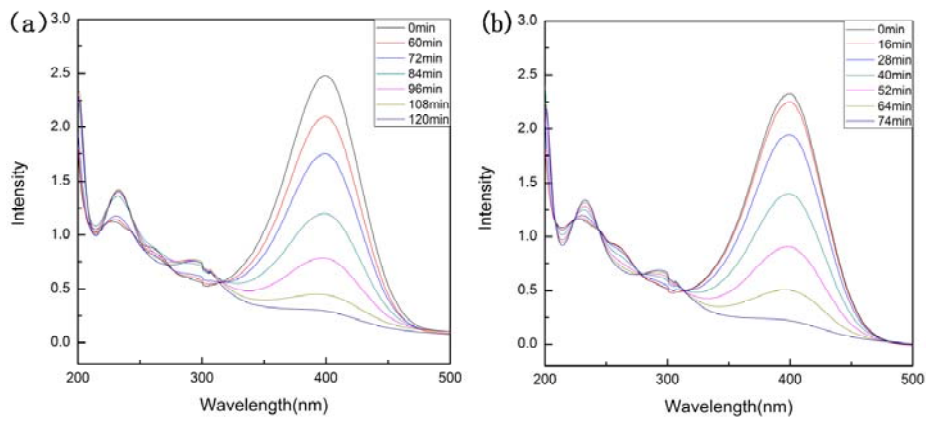 (a)
3.0
2.5
2.0
1.5
1.0
0.5
0.0
Intensity
200 300 400 500
Wavelength(nm)
0min
60min
72min
84min
96min
108min
120min
(b)
3.0
2.5
2.0
1.5
1.0
0.5
0.0
Intensity
200 300 400 500
Wavelength(nm)
0min
16min
28min
40min
52min
64min
74min